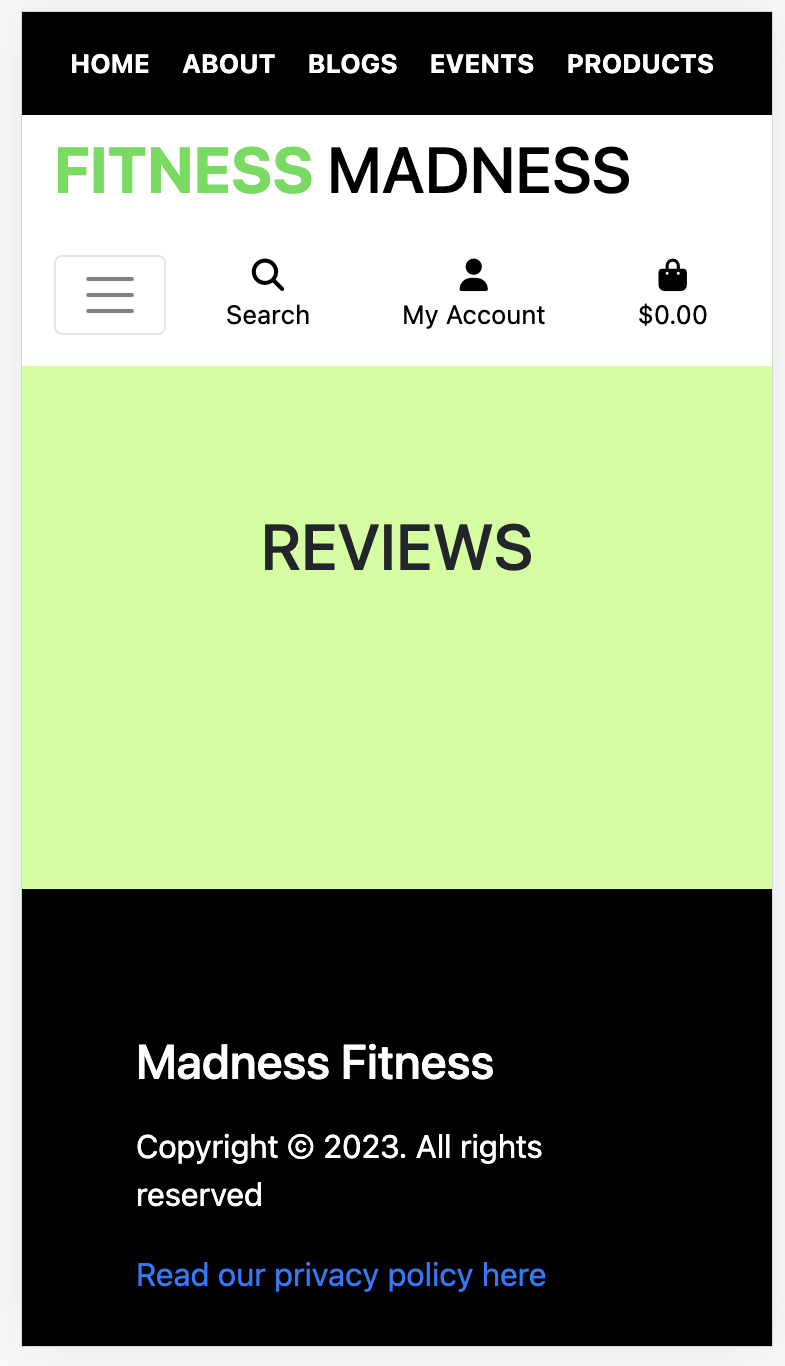 HOME ABOUT BLOGS EVENTS PRODUCTS
FITNESS MADNESS
Search My Account $0.00
REVIEWS
Madness Fitness
Copyright © 2023. All rights
reserved
Read our privacy policy here